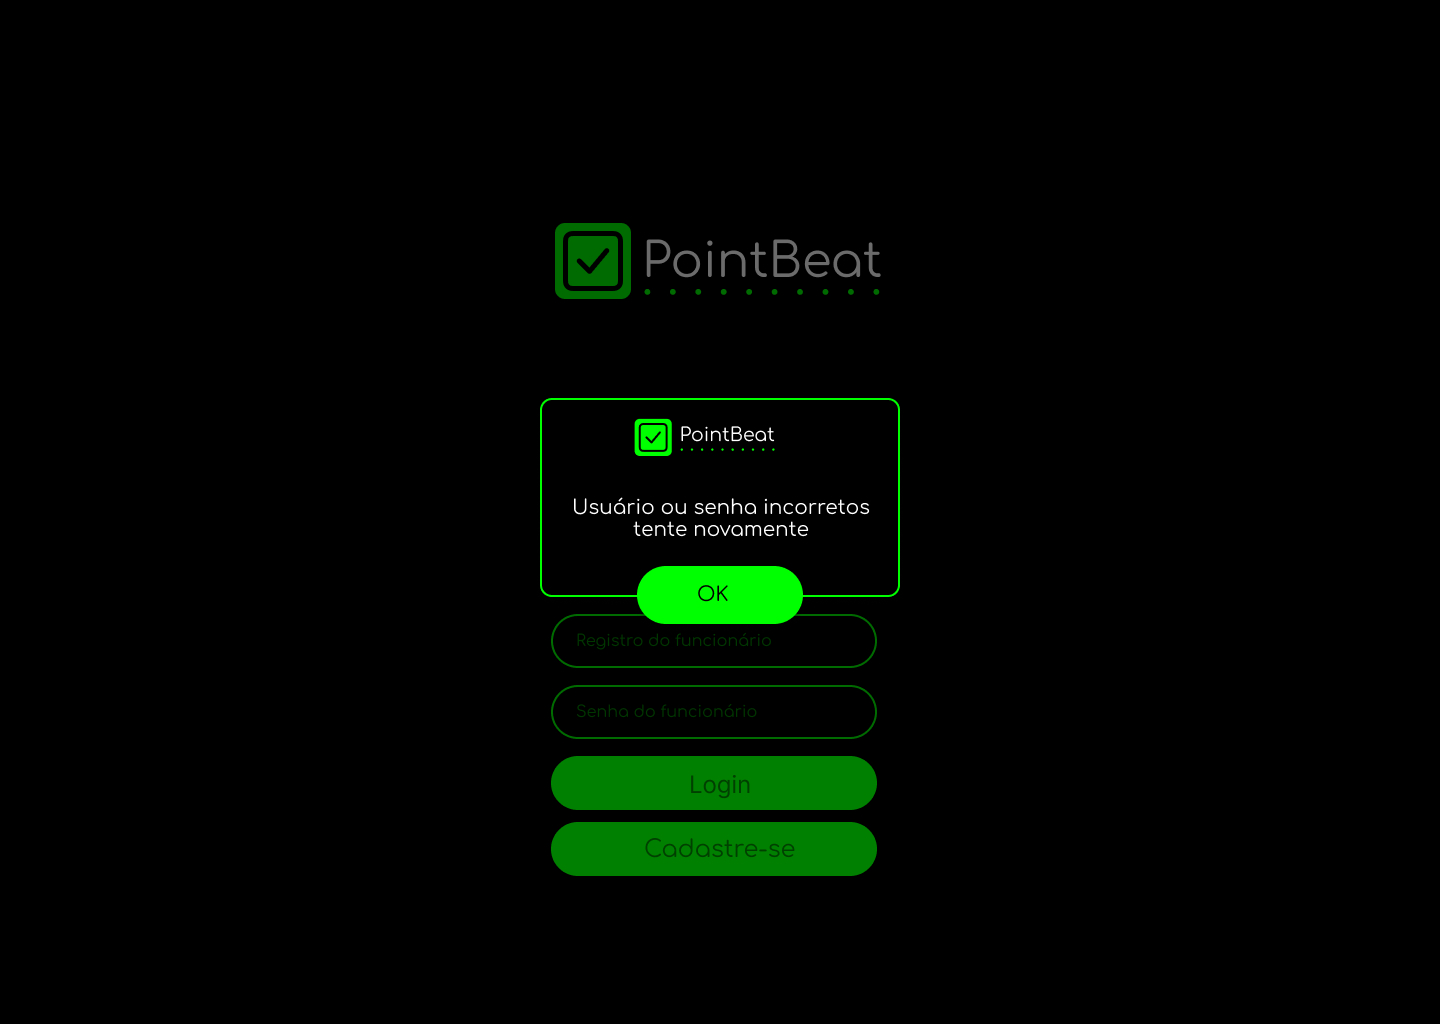 PointBeat
PointBeat
Usuário ou senha incorretos
tente novamente
OK
Registro do funcionário
Senha do funcionário
Login
Cadastre-se